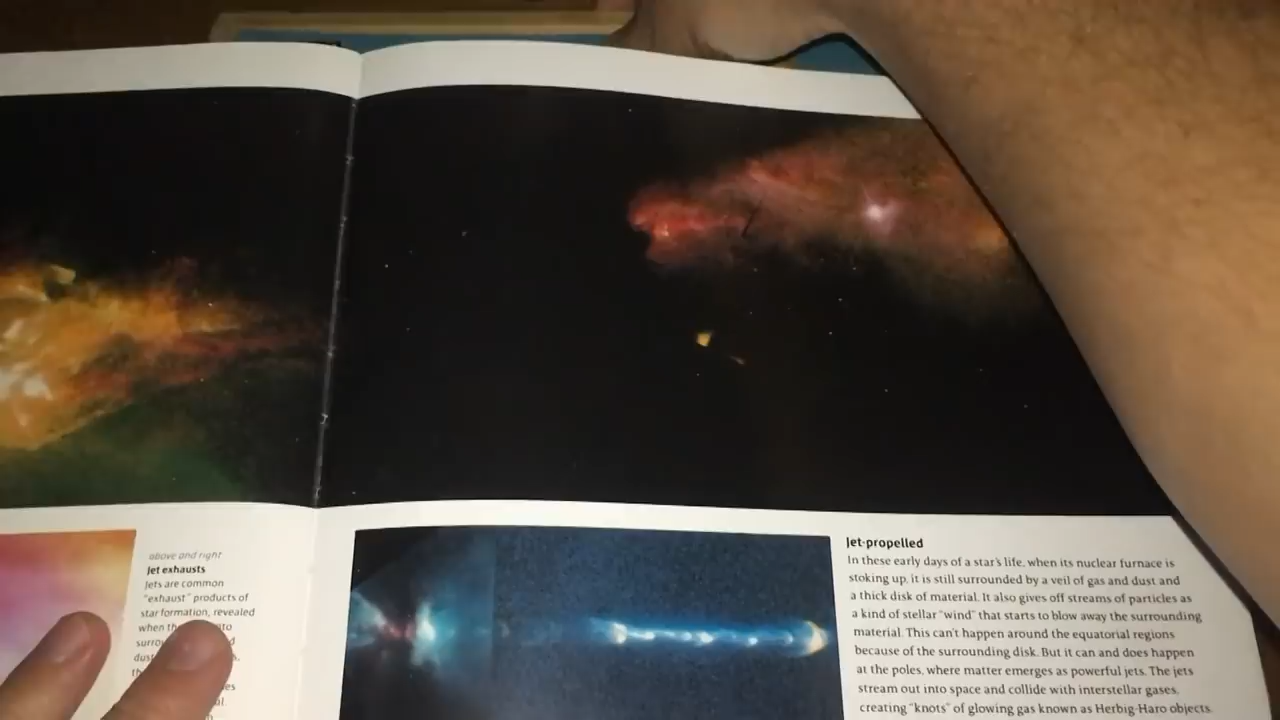 above and right
Jet exhausts
Jets are common
"exhaust" products of
star formation, revealed
when
surro
dust
Jet-propelled
In these early days of a star's life, when its nuclear furnace is
stoking up, it is still surrounded by a veil of gas and dust and
a thick disk of material. It also gives off streams of particles as
a kind of stellar "wind" that starts to blow away the surrounding
material. This can't happen around the equatorial regions
because of the surrounding disk. But it can and does happen
at the poles, where matter emerges as powerful jets. The jets
stream out into space and collide with interstellar gases,
creating "knots" of glowing gas known as Herbig-Haro objects.